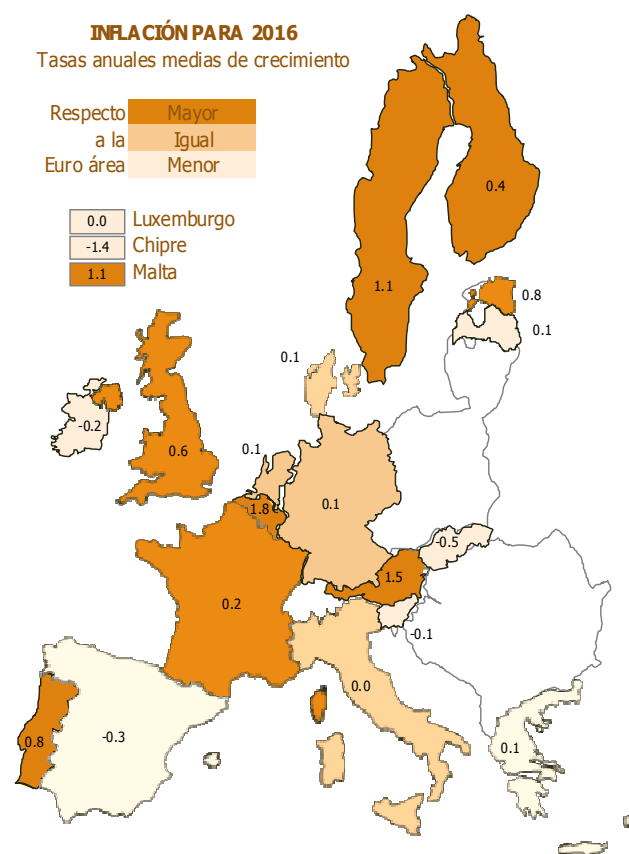 INFLACIÓN PARA 2016
Tasas anuales medias de crecimiento
Respecto Mayor
a la Igual
Euro área Menor
0.0 Luxemburgo
-1.4 Chipre
1.1 Malta
0.4
1.1
0.8
0.1
0.1
-0.2
0.6
0.1
1.8
0.1
-0.5
1.5
0.2
-0.1
0.0
-0.3
0.8
0.1